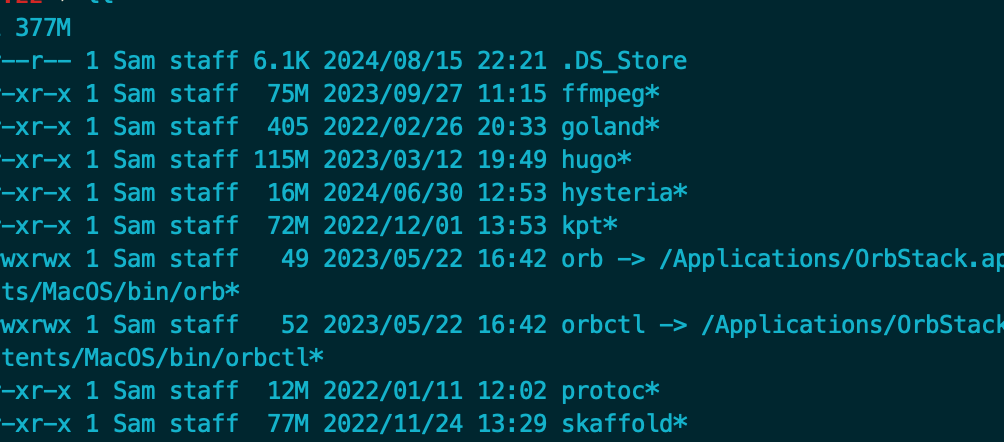 377M
--r-- 1 Sam staff 6.1K 2024/08/15 22:21 .DS_Store
-xr-x 1 Sam staff  75M 2023/09/27 11:15 ffmpeg*
-xr-x 1 Sam staff  405 2022/02/26 20:33 goland*
-xr-x 1 Sam staff 115M 2023/03/12 19:49 hugo*
-xr-x 1 Sam staff  16M 2024/06/30 12:53 hysteria*
-xr-x 1 Sam staff  72M 2022/12/01 13:53 kpt*
wxrwx 1 Sam staff   49 2023/05/22 16:42 orb -> /Applications/OrbStack.ap
ts/MacOS/bin/orb*
wxrwx 1 Sam staff   52 2023/05/22 16:42 orbctl -> /Applications/OrbStack
tents/MacOS/bin/orbctl*
-xr-x 1 Sam staff  12M 2022/01/11 12:02 protoc*
-xr-x 1 Sam staff  77M 2022/11/24 13:29 skaffold*